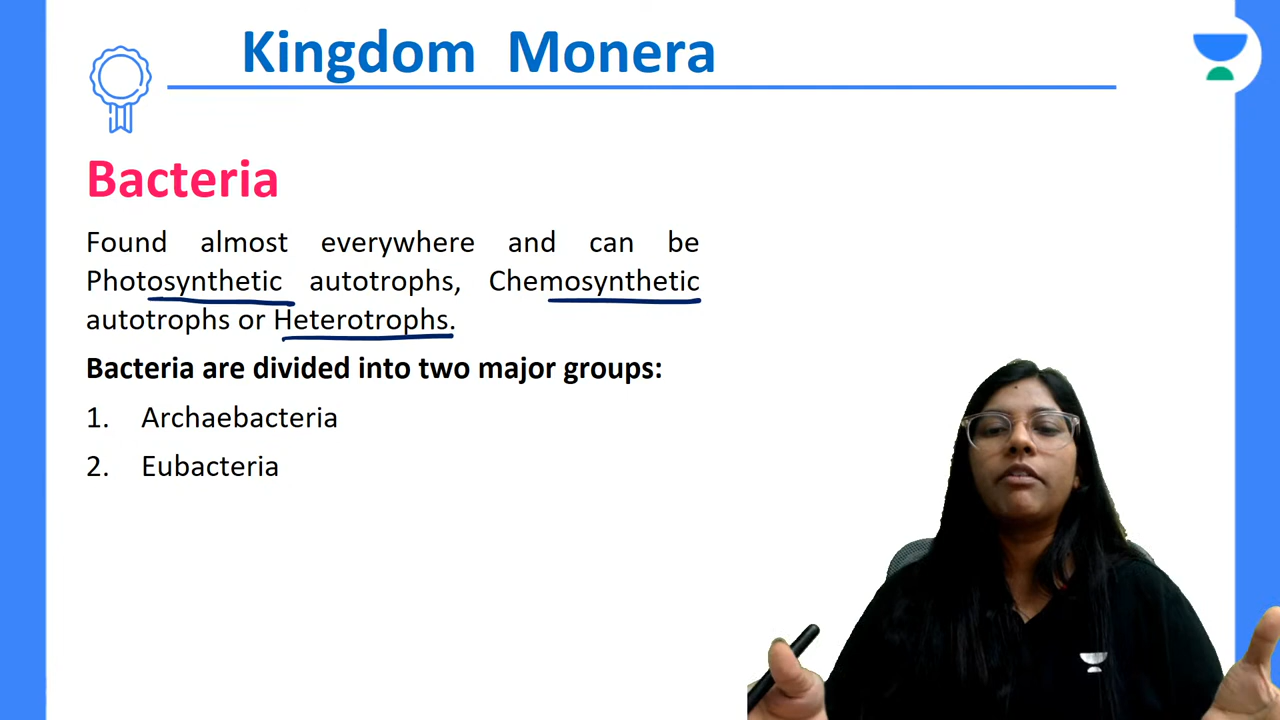 Kingdom Monera
Bacteria
Found almost everywhere and can be
Photosynthetic autotrophs, Chemosynthetic
autotrophs or Heterotrophs.
Bacteria are divided into two major groups:
1. Archaebacteria
2. Eubacteria